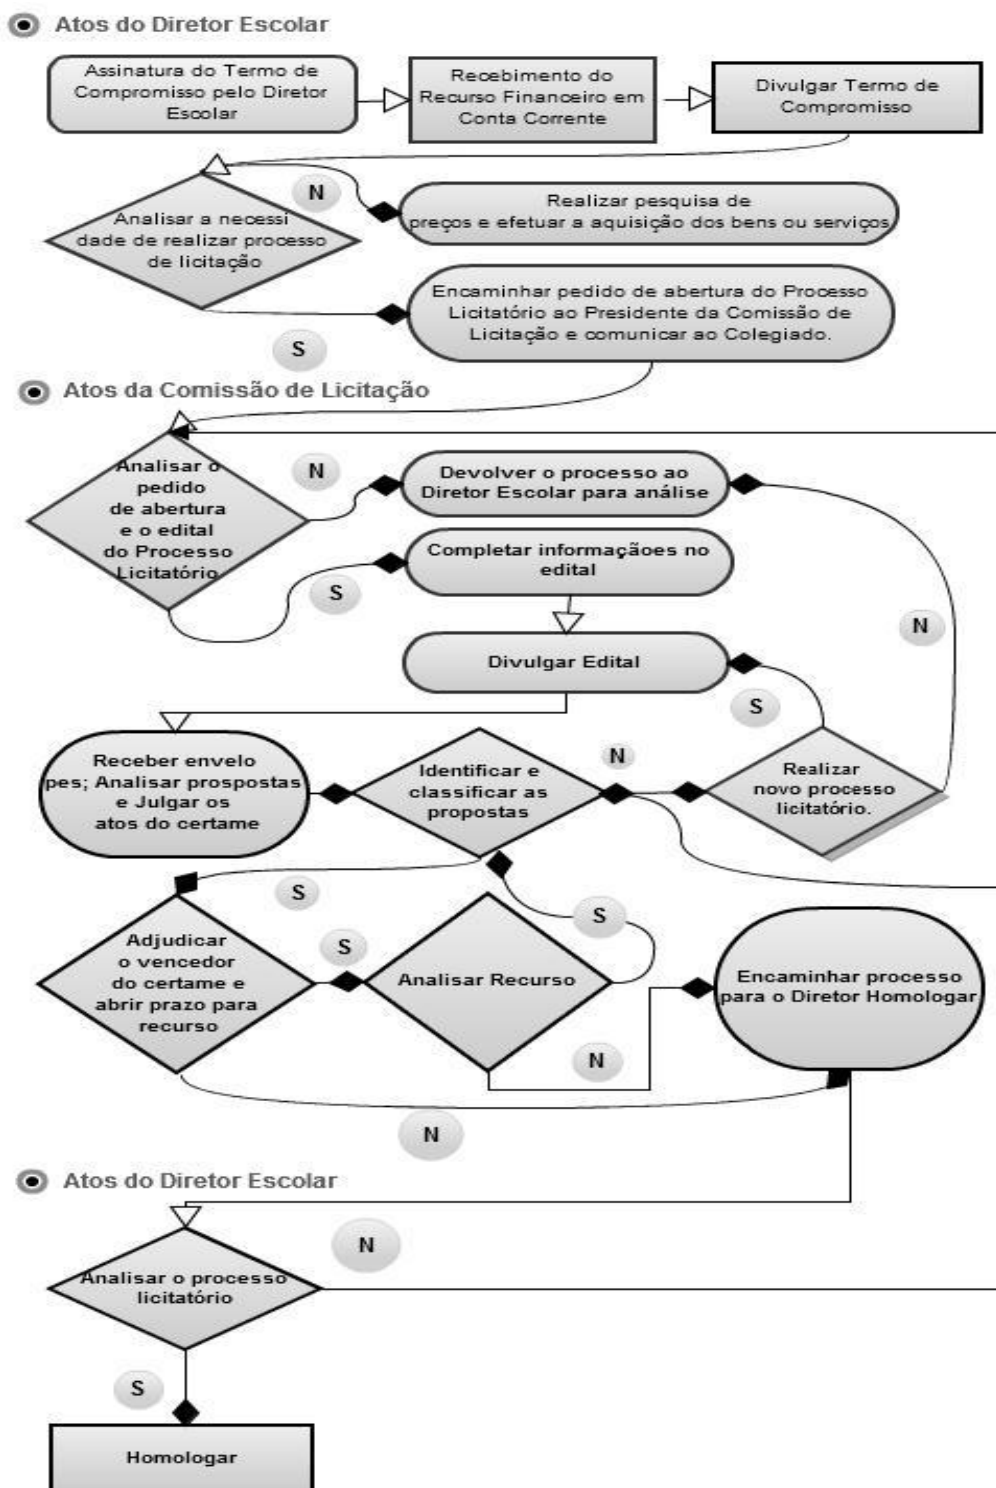 Atos do Diretor Escolar
Assinatura do Termo de
Compromisso pelo Diretor
Escolar
Recebimento do
Recurso Financeiro em
Conta Corrente
Divulgar Termo de
Compromisso
N
Realizar pesquisa de
preços e efetuar a aquisição dos bens ou serviços
Analisar a necessi
dade de realizar processo
de licitação
Encaminhar pedido de abertura do Processo
Licitatório ao Presidente da Comissão de
Licitação e comunicar ao Colegiado.
S
Atos da Comissão de Licitação
Analisar o
pedido
de abertura
e o edital
do Processo
Licitatório
N
Devolver o processo ao
Diretor Escolar para análise
Completar informaçãoes no
edital
S
N
Divulgar Edital
S
Receber envelo
pes; Analisar prospostas
e Julgar os
atos do certame
Identificar e
classificar as
propostas
N
Realizar
novo processo
licitatório.
S
S
Adjudicar
o vencedor
do certame e
abrir prazo para
recurso
S
Analisar Recurso
Encaminhar processo
para o Diretor Homologar
N
N
Atos do Diretor Escolar
N
Analisar o processo
licitatório
S
Homologar